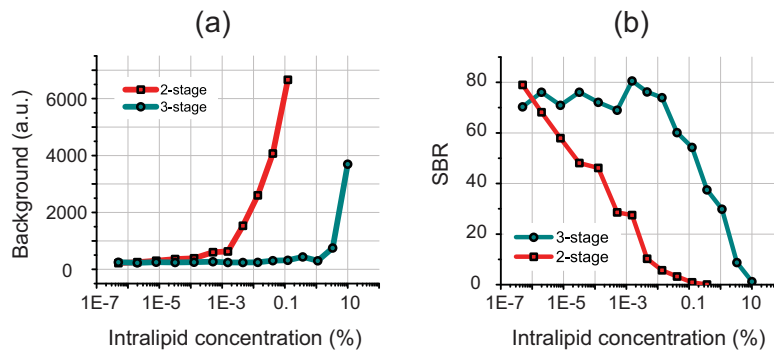 (a)
Background (a.u.)
6000
4000
2000
0
2-stage
3-stage
1E-7
1E-5
1E-3
0.1
10
Intralipid concentration (%)
(b)
SBR
80
60
40
20
0
3-stage
2-stage
1E-7
1E-5
1E-3
0.1
10
Intralipid concentration (%)